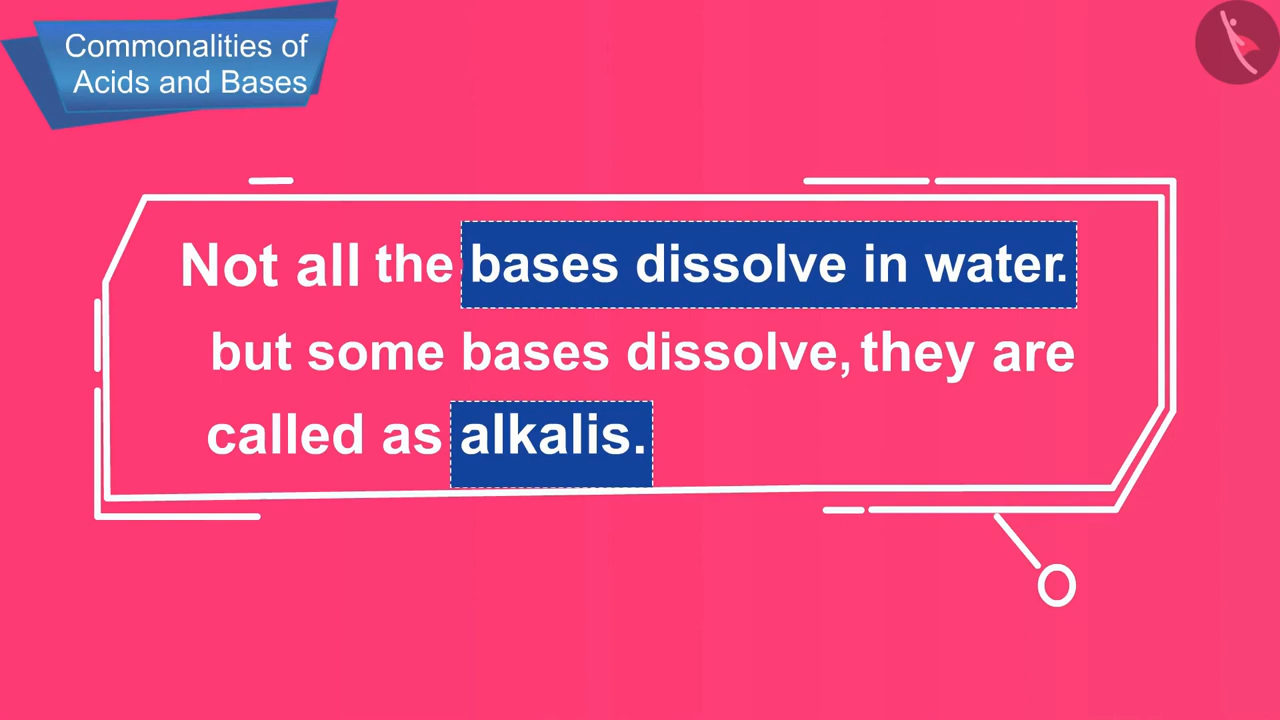 Commonalities of
Acids and Bases
Not all the bases dissolve in water.
but some bases dissolve, they are
called as alkalis.